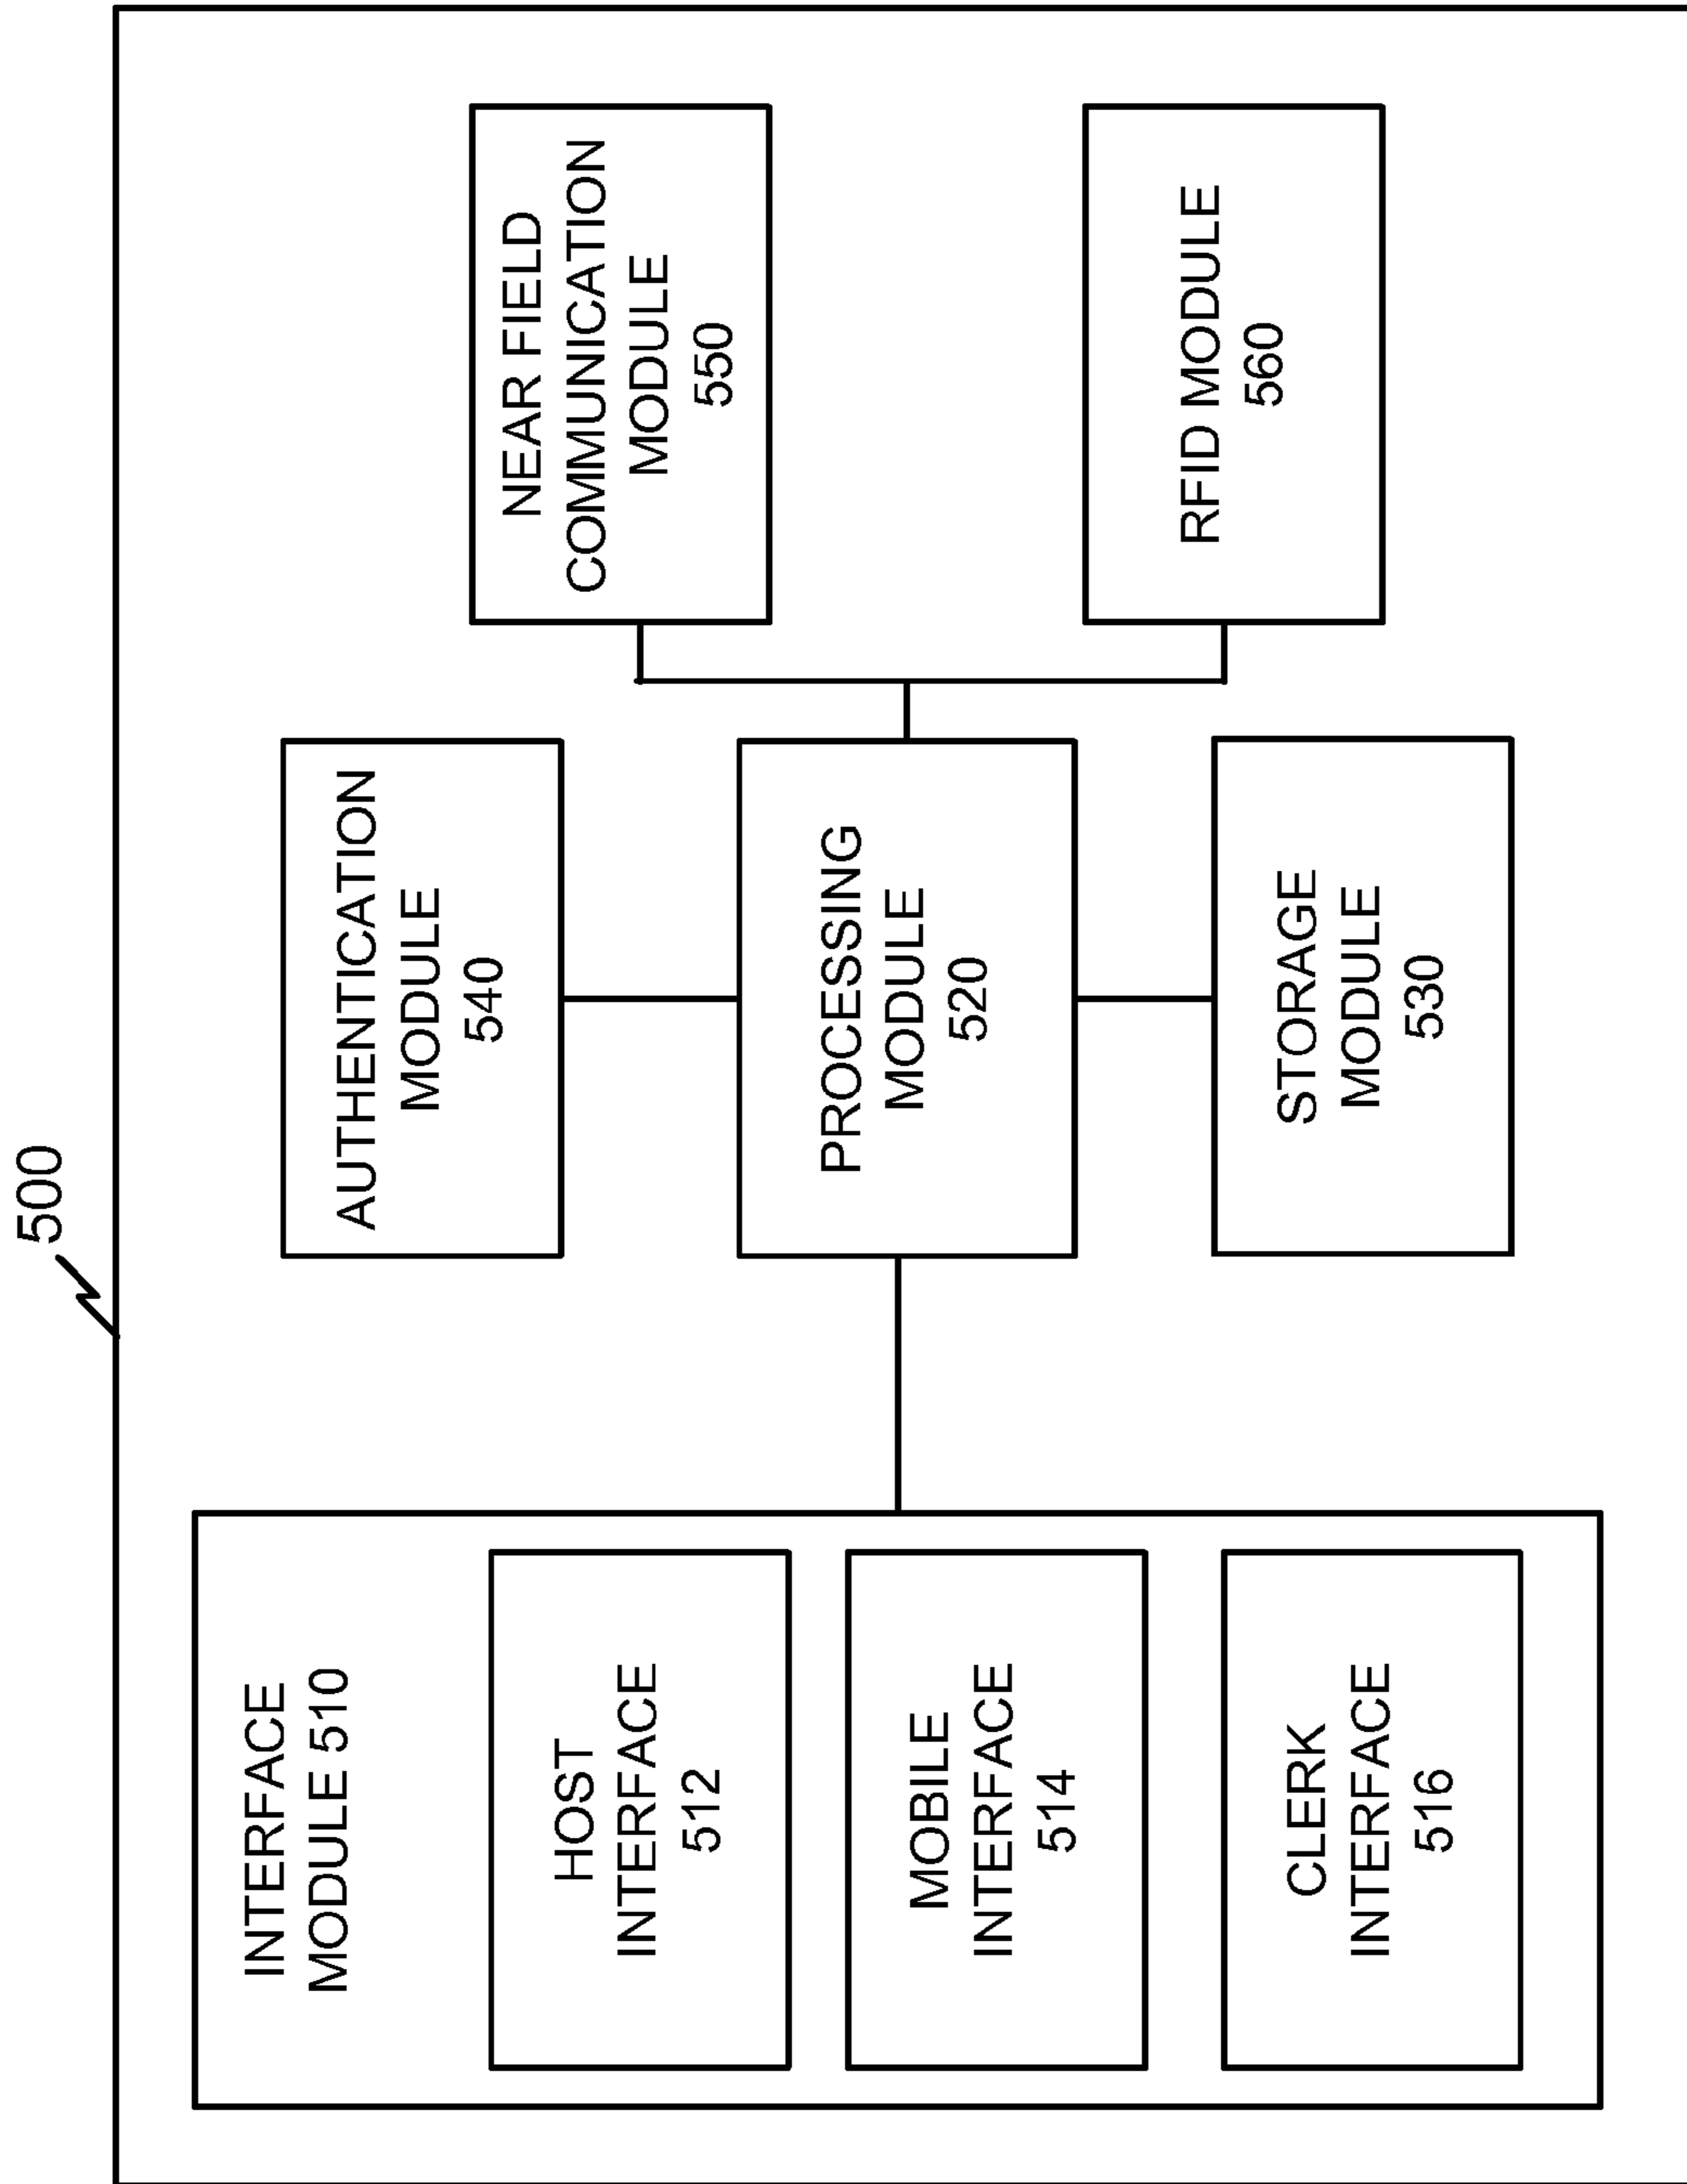 500
INTERFACE
MODULE 510
HOST
INTERFACE
512
MOBILE
INTERFACE
514
CLERK
INTERFACE
516
AUTHENTICATION
MODULE
540
PROCESSING
MODULE
520
STORAGE
MODULE
530
NEAR FIELD
COMMUNICATION
MODULE
550
RFID MODULE
560